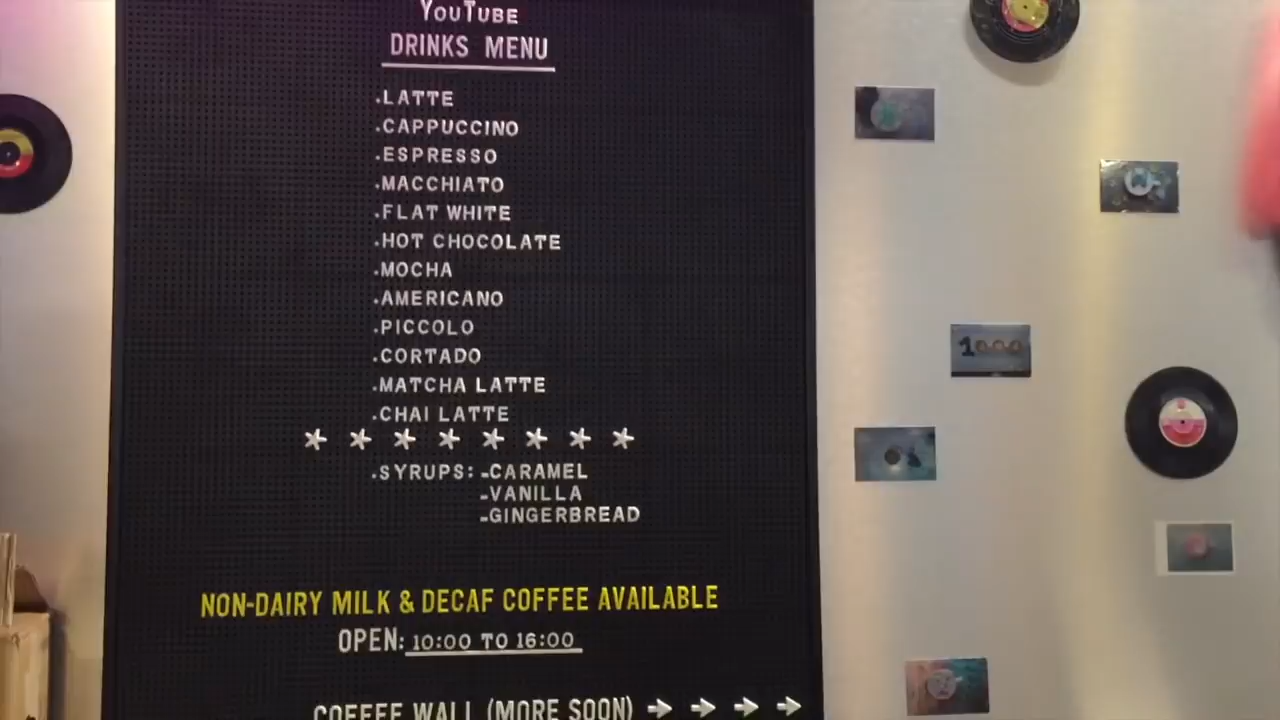 YouTube
DRINKS MENU
.LATTE
.CAPPUCCINO
.ESPRESSO
.MACCHIATO
.FLAT WHITE
.HOT CHOCOLATE
.MOCHA
.AMERICANO
.PICCOLO
.CORTADO
.MATCHA LATTE
.CHAI LATTE
* * * * * * * *
.SYRUPS: -CARAMEL
-VANILLA
-GINGERBREAD
NON-DAIRY MILK & DECAF COFFEE AVAILABLE
OPEN: 10:00 TO 16:00
COFFEE WALL (MORE SOON) → → → →
1000